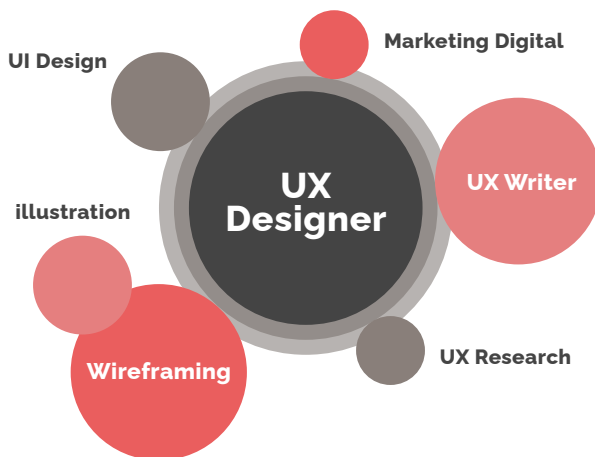 Marketing Digital
UI Design
UX Writer
UX
Designer
illustration
UX Research
Wireframing